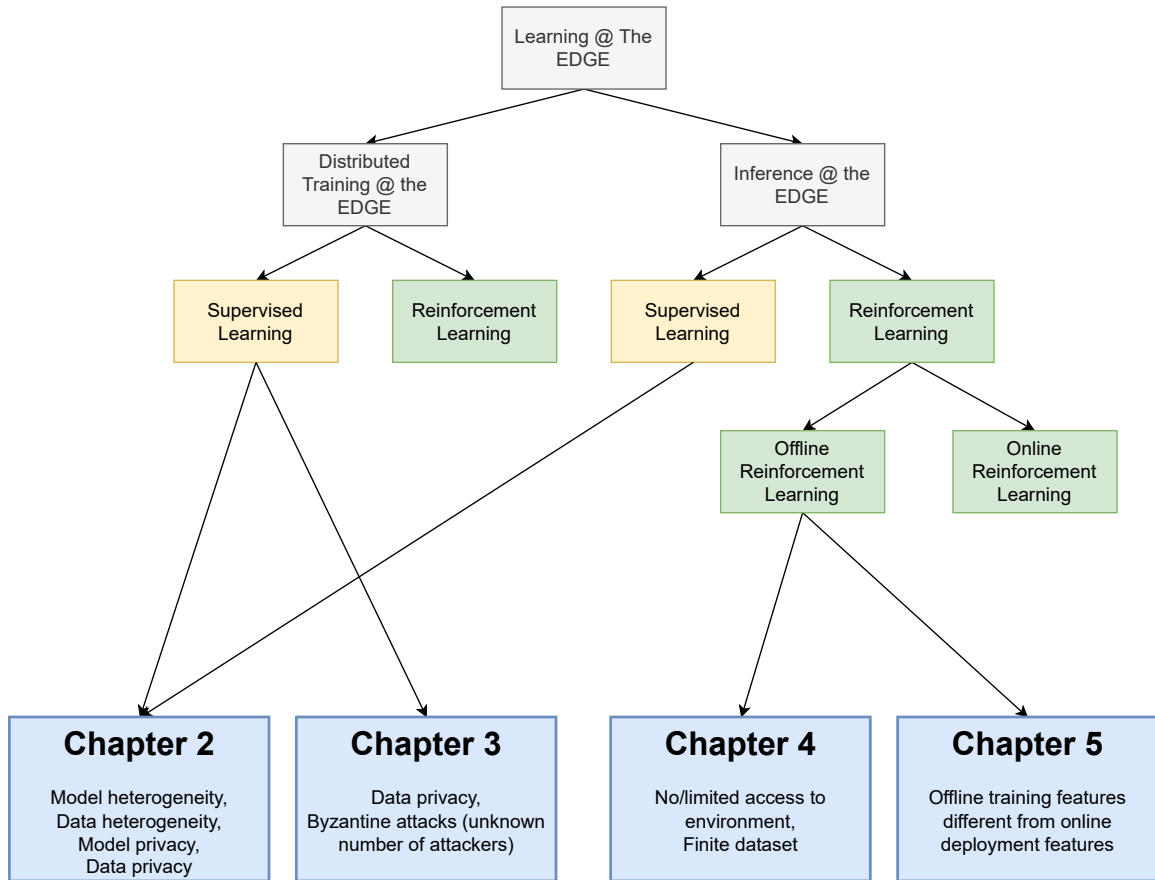 Learning @ The
EDGE
Distributed
Training @ the
EDGE
Inference @ the
EDGE
Supervised
Learning
Reinforcement
Learning
Supervised
Learning
Reinforcement
Learning
Offline
Reinforcement
Learning
Online
Reinforcement
Learning
Chapter 2
Model heterogeneity,
Data heterogeneity,
Model privacy,
Data privacy
Chapter 3
Data privacy,
Byzantine attacks (unknown
number of attackers)
Chapter 4
No/limited access to
environment,
Finite dataset
Chapter 5
Offline training features
different from online
deployment features